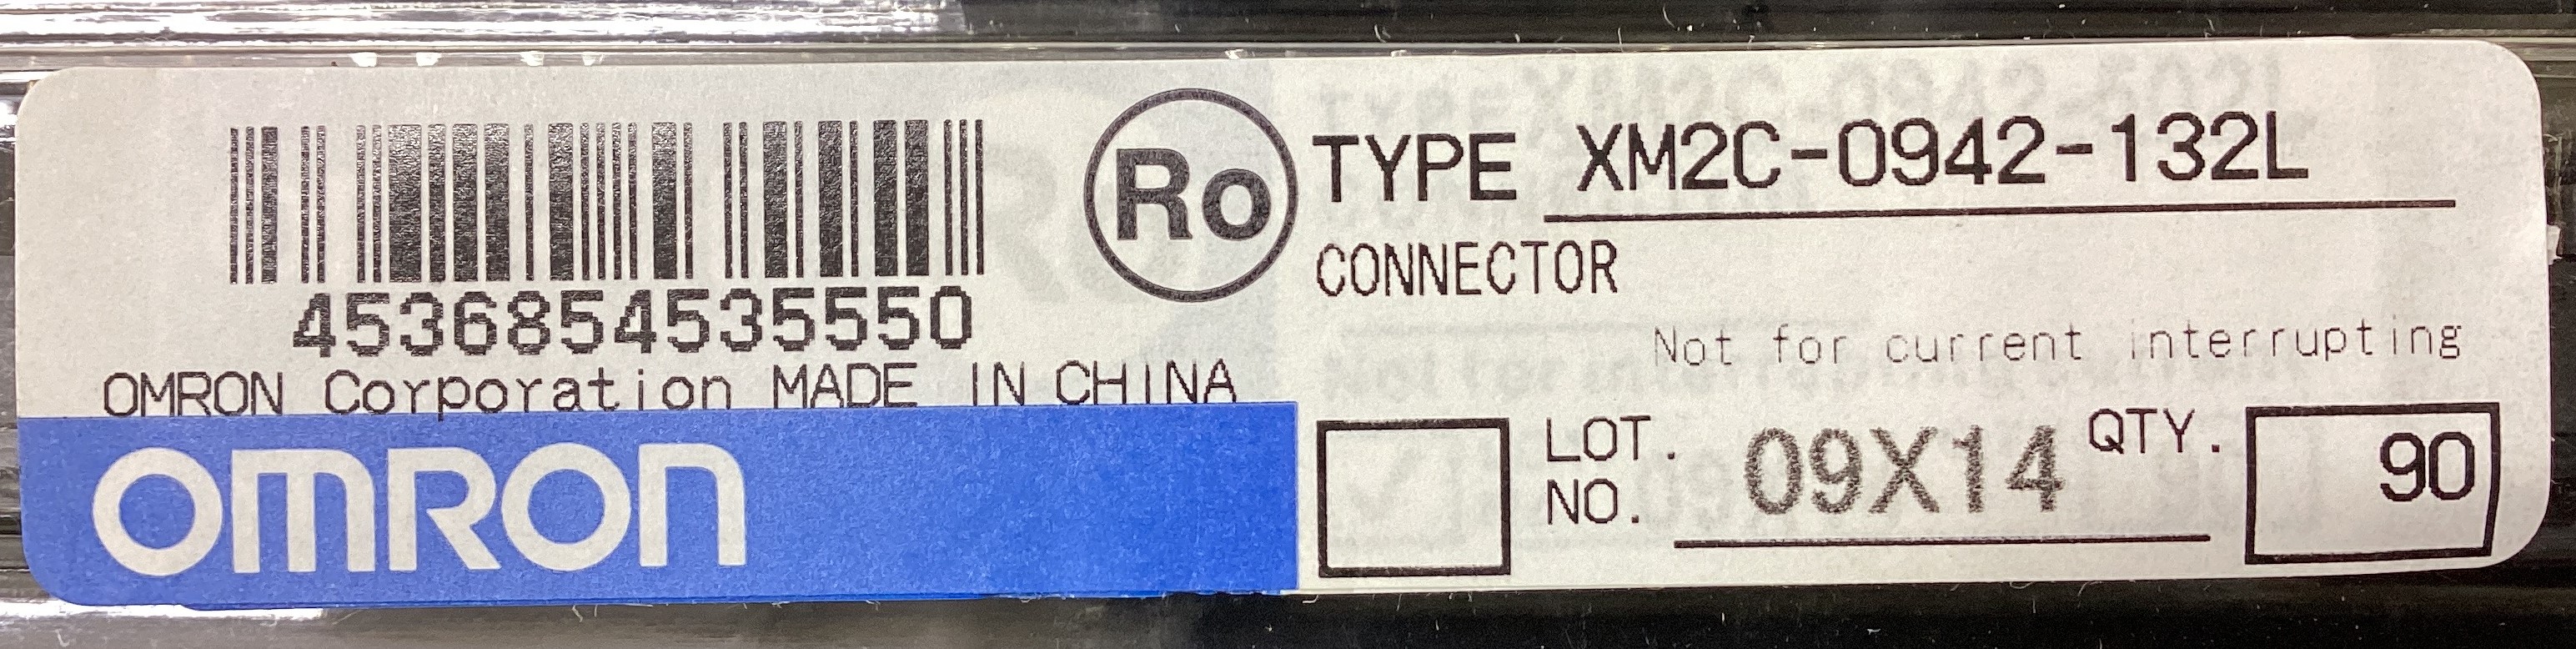 4536854535550
OMRON Corporation MADE IN CHINA
OMRON
Ro
TYPE XM2C-0942-132L
CONNECTOR
Not for current interrupting
LOT. NO. 09X14
QTY. 90